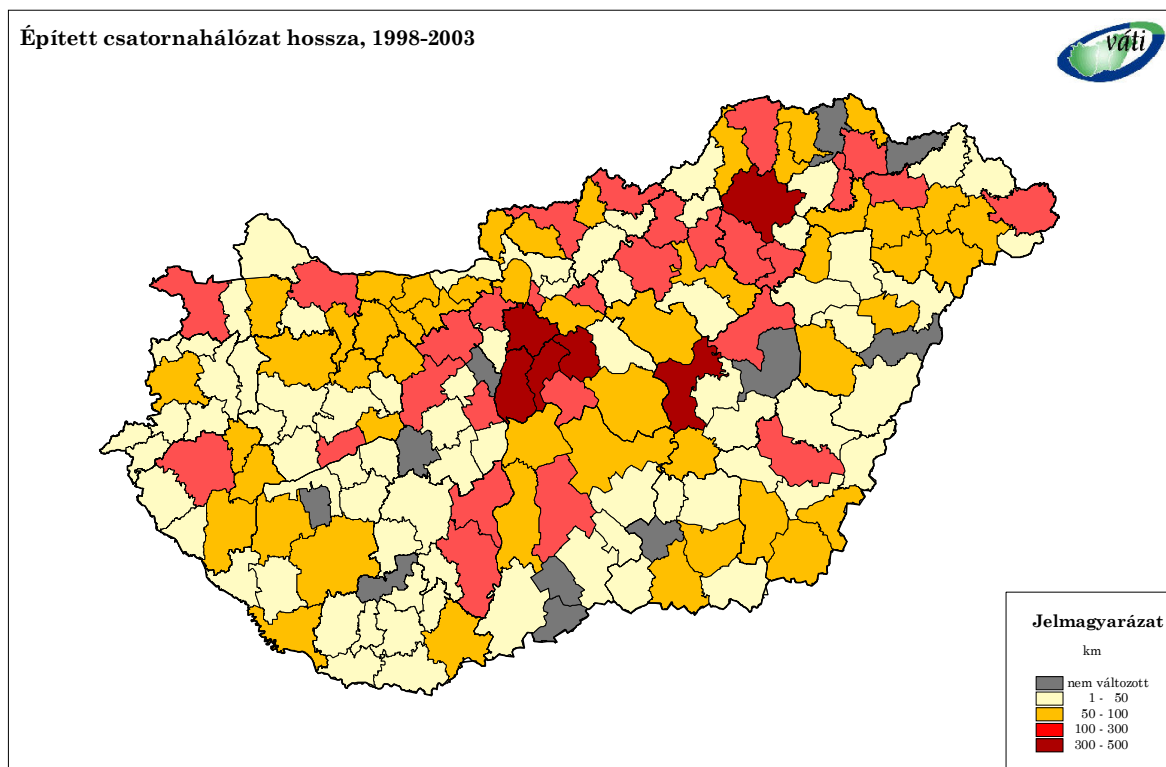 Épített csatornahálózat hossza, 1998-2003
váti
Jelmagyarázat
km
nem változott
1 - 50
50 - 100
100 - 300
300 - 500